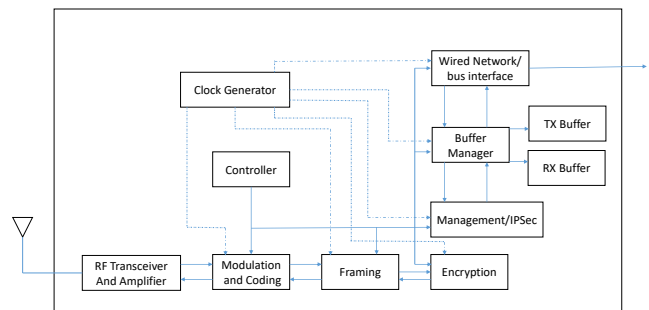 Wired Network/
bus interface
Clock Generator
TX Buffer
Buffer
Manager
RX Buffer
Controller
Management/IPSec
RF Transceiver
And Amplifier
Modulation
and Coding
Framing
Encryption